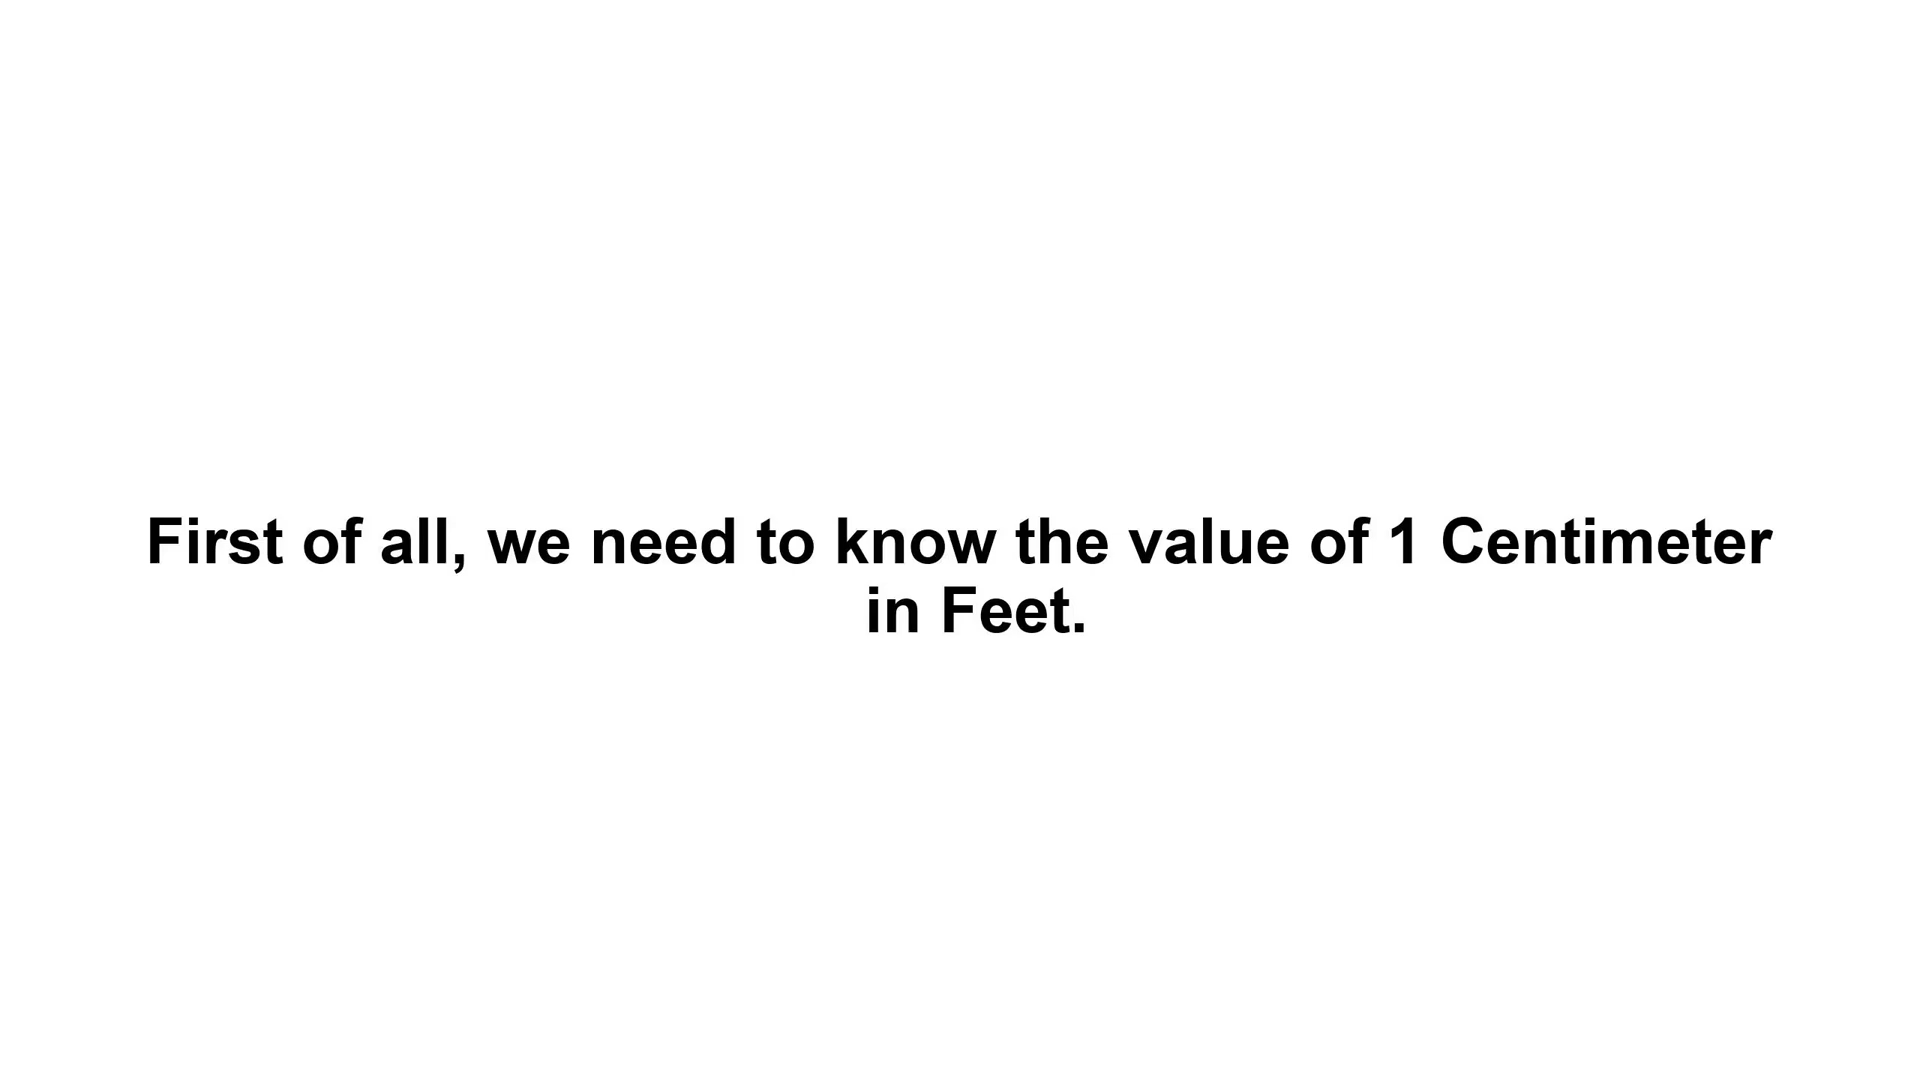 First of all, we need to know the value of 1 Centimeter
in Feet.